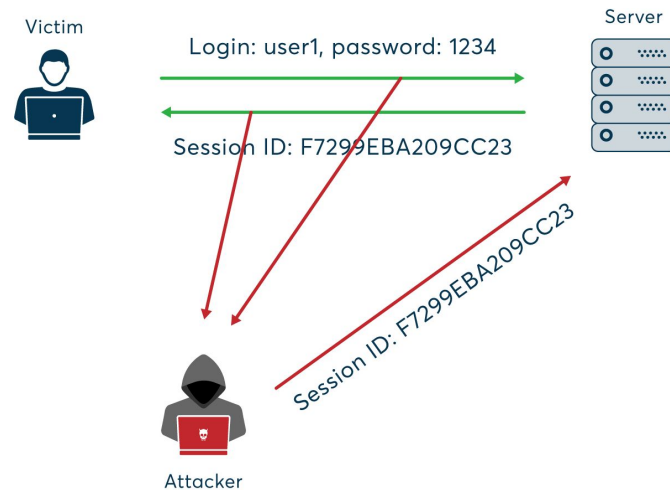 Victim
Server
Login: user1, password: 1234
Session ID: F7299EBA209CC23
Session ID: F7299EBA209CC23
Attacker